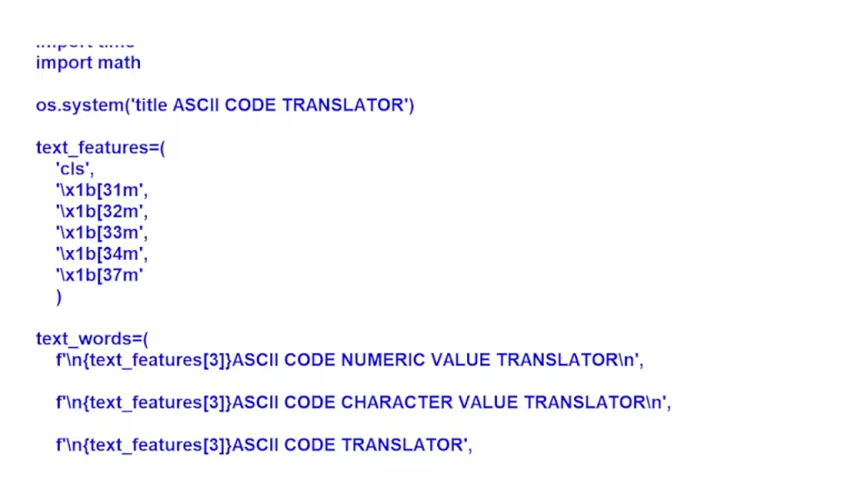 import time
import math
os.system('title ASCII CODE TRANSLATOR')
text_features=(
'cls',
'\x1b[31m',
'\x1b[32m',
'\x1b[33m',
'\x1b[34m',
'\x1b[37m'
)
text_words=(
f'\n{text_features[3]}ASCII CODE NUMERIC VALUE TRANSLATOR\n',
f'\n{text_features[3]}ASCII CODE CHARACTER VALUE TRANSLATOR\n',
f'\n{text_features[3]}ASCII CODE TRANSLATOR',